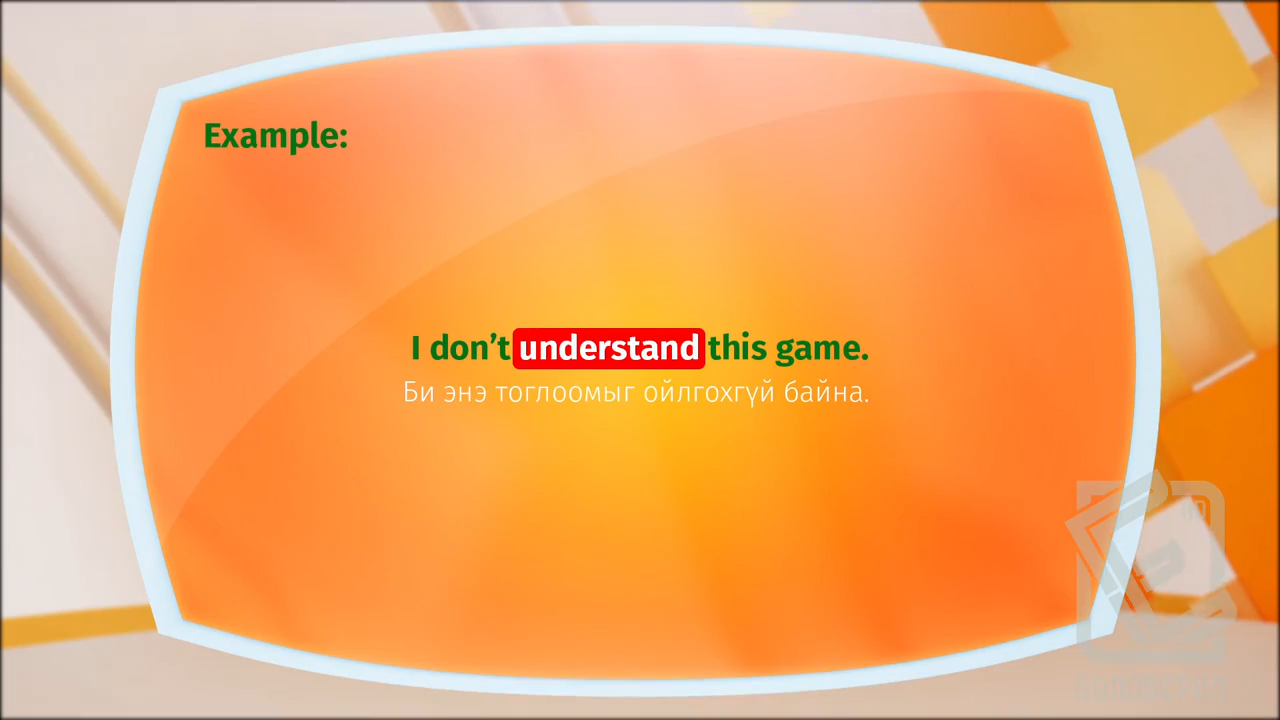 Example:
I don’t understand this game.
Би энэ тоглоомыг ойлгохгүй байна.